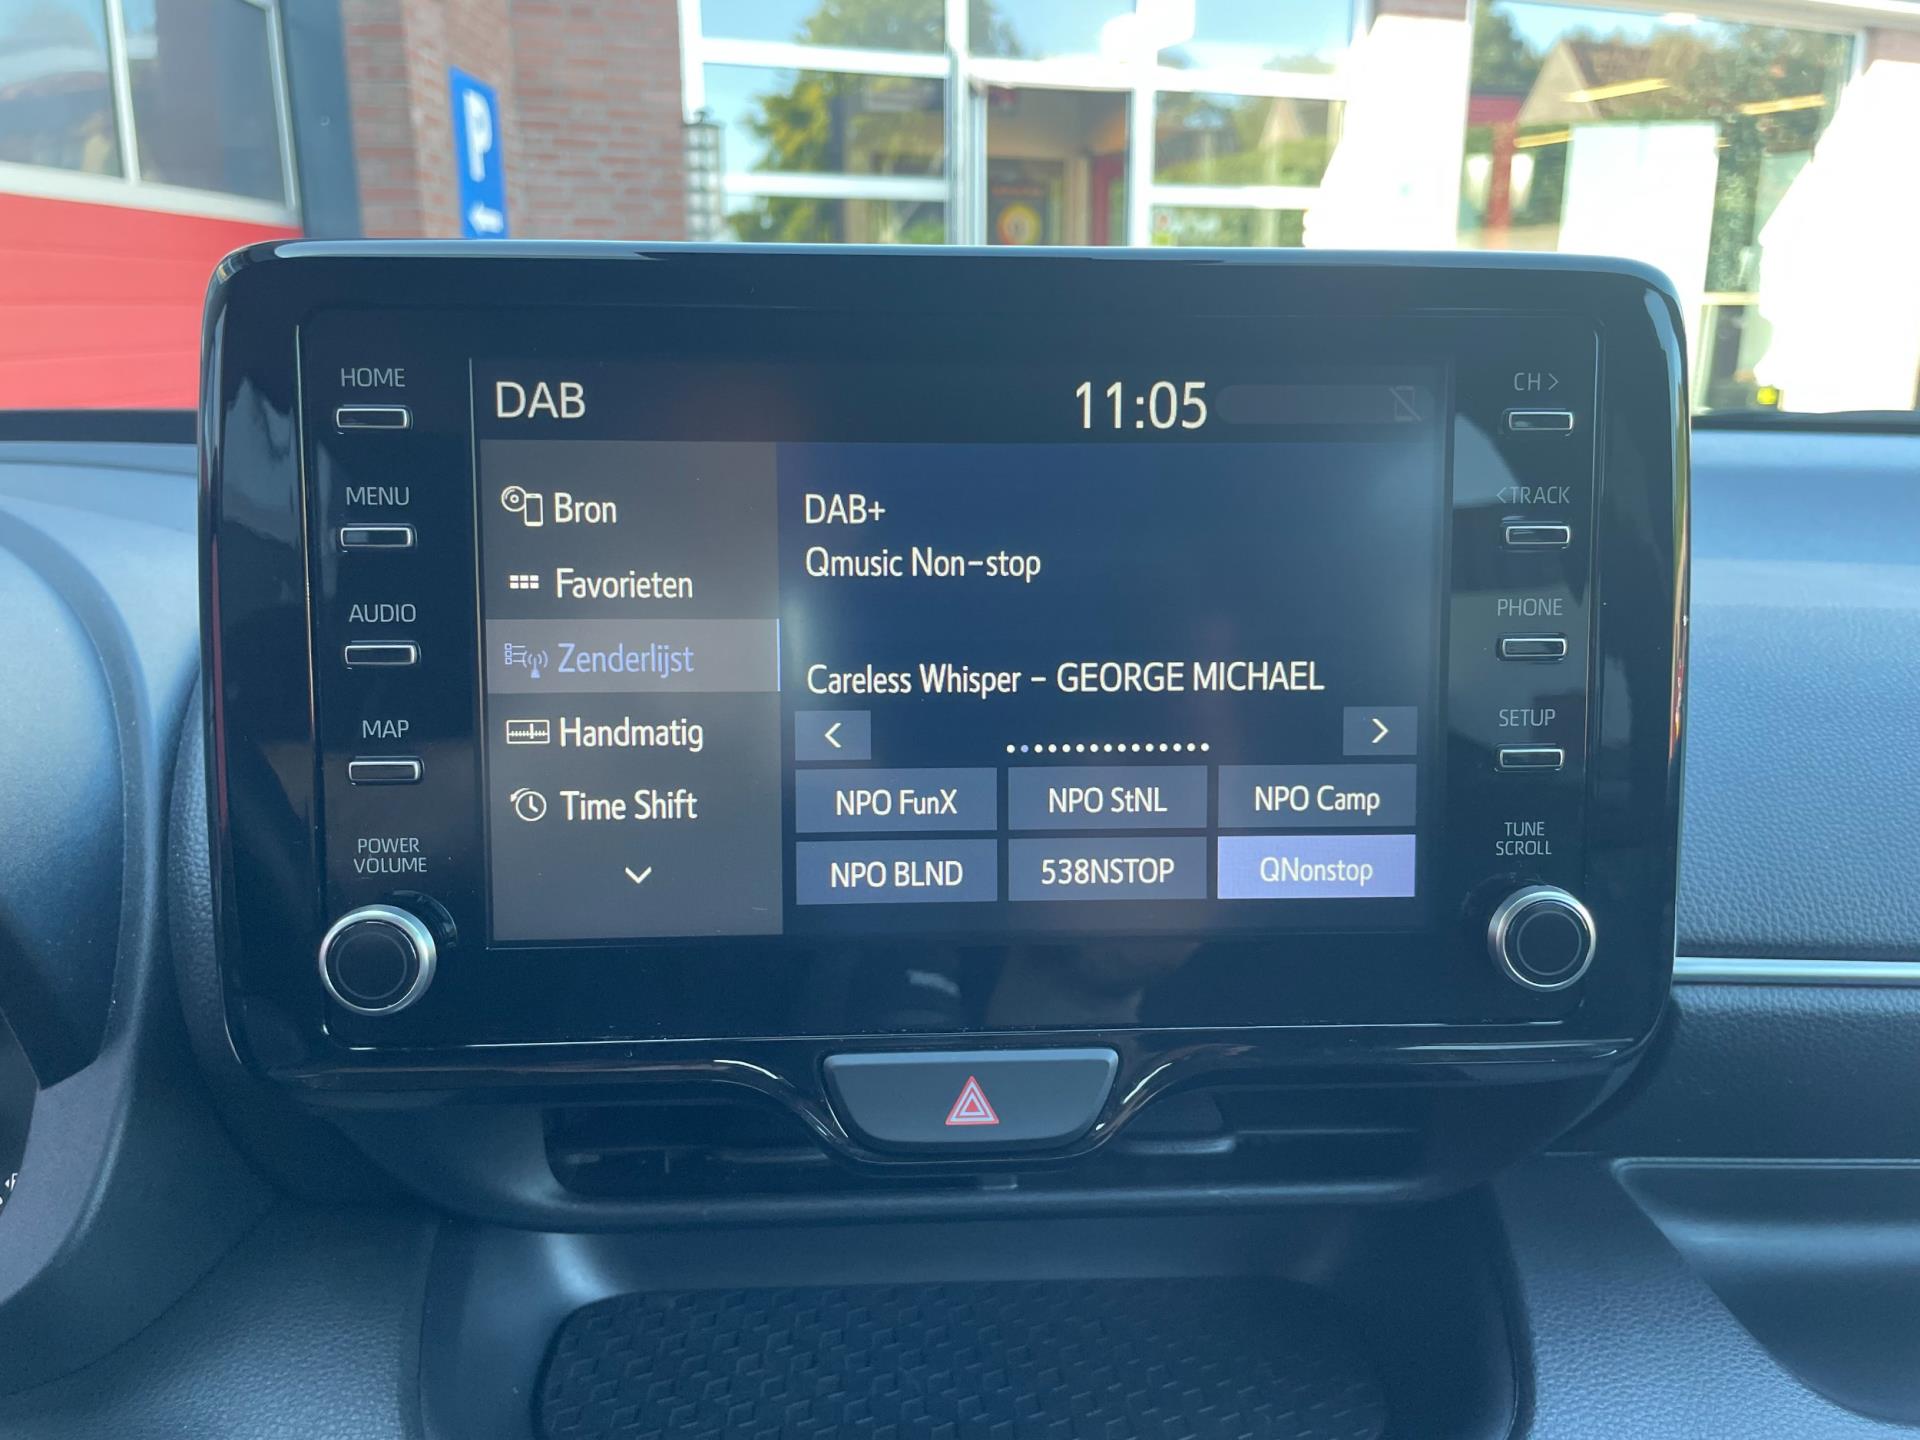 P
HOME
MENU
AUDIO
MAP
POWER
VOLUME
DAB
11:05
Bron
Favorieten
Zenderlijst
Handmatig
Time Shift
DAB+
Qmusic Non-stop
Careless Whisper - GEORGE MICHAEL
NPO FunX
NPO StNL
NPO Camp
NPO BLND
538NSTOP
QNonstop
CH >
<TRACK
PHONE
SETUP
TUNE
SCROLL